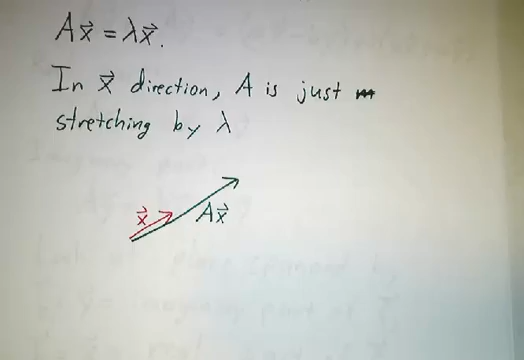 Ax⃗ = λx⃗.
In x⃗ direction, A is just
stretching by λ
x⃗
Ax⃗